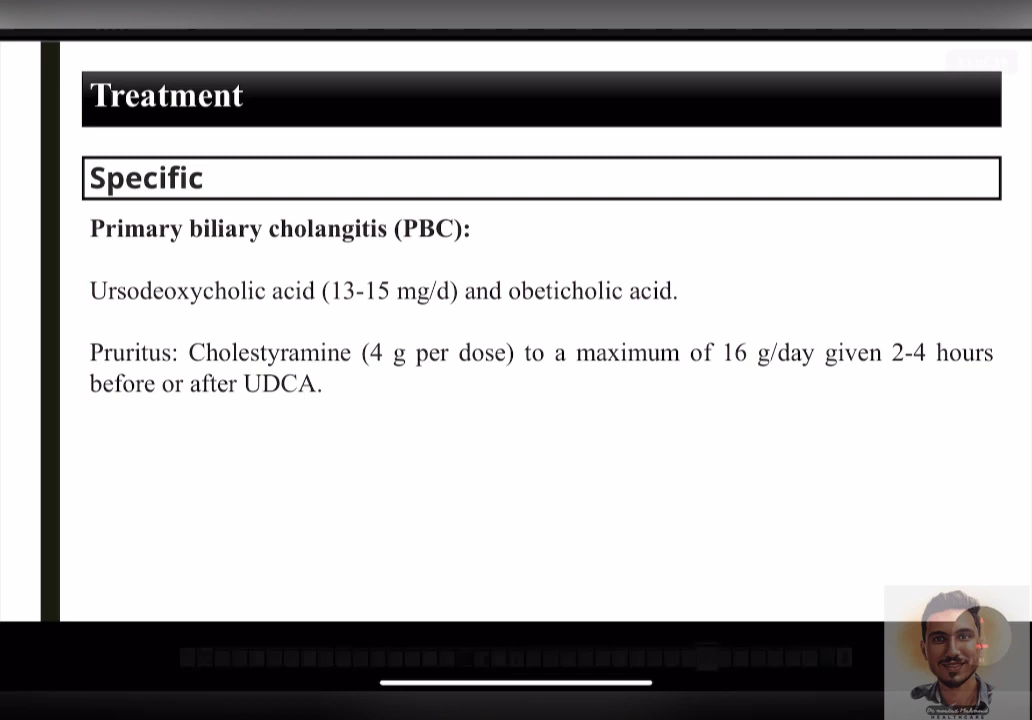 Treatment
Specific
Primary biliary cholangitis (PBC):
Ursodeoxycholic acid (13-15 mg/d) and obeticholic acid.
Pruritus: Cholestyramine (4 g per dose) to a maximum of 16 g/day given 2-4 hours
before or after UDCA.
HEALTHCARE